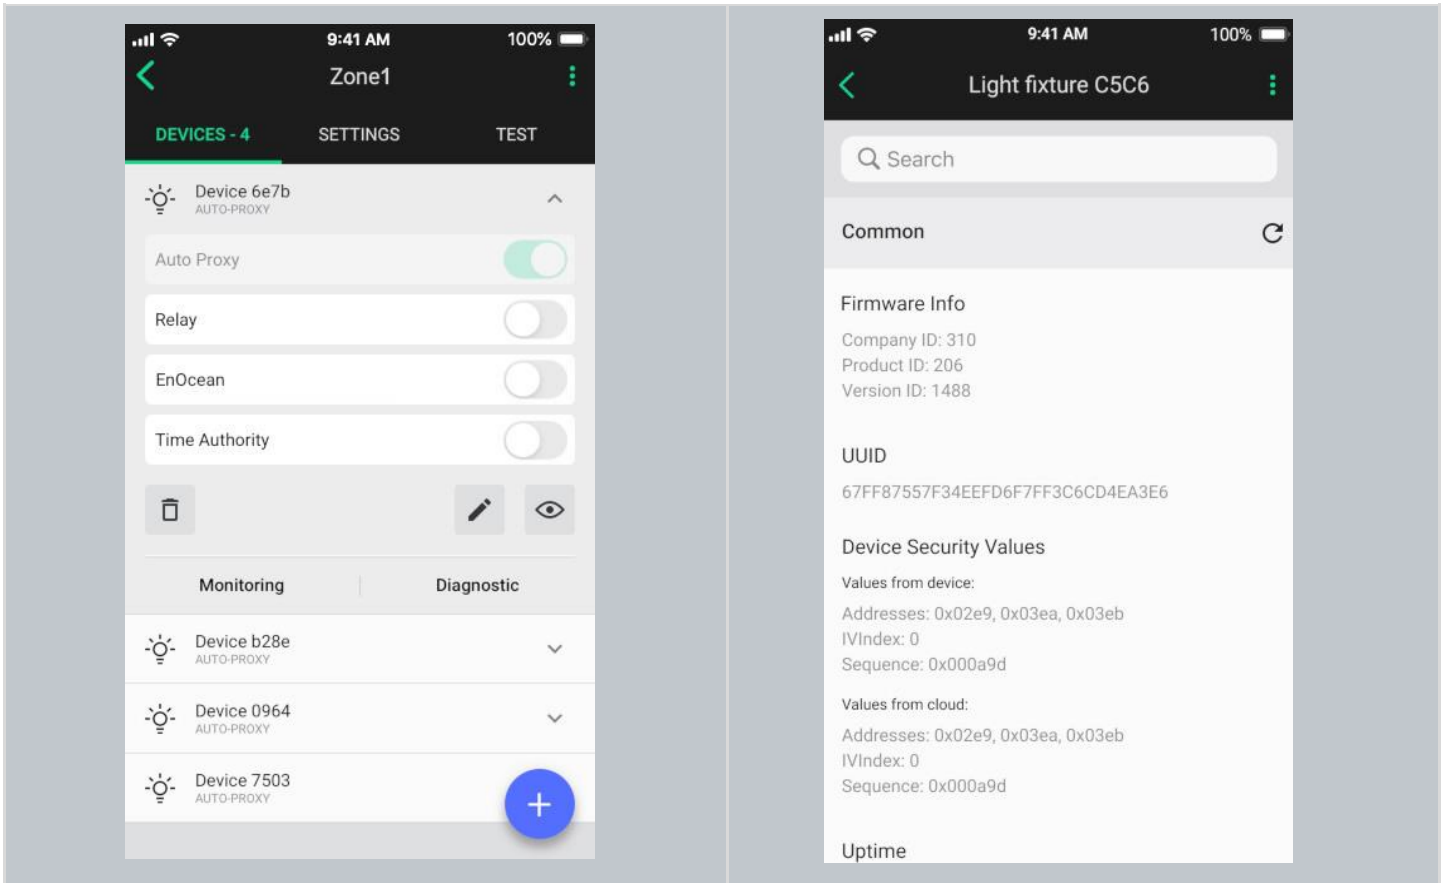 9:41 AM 100%
Zone1
DEVICES - 4 SETTINGS TEST
Device 6e7b
AUTO-PROXY
Auto Proxy
Relay
EnOcean
Time Authority
Monitoring Diagnostic
Device b28e
AUTO-PROXY
Device 0964
AUTO-PROXY
Device 7503
AUTO-PROXY
9:41 AM 100%
Light fixture C5C6
Search
Common
Firmware Info
Company ID: 310
Product ID: 206
Version ID: 1488
UUID
67FF87557F34EEFD6F7FF3C6CD4EA3E6
Device Security Values
Values from device:
Addresses: 0x02e9, 0x03ea, 0x03eb
IVIndex: 0
Sequence: 0x000a9d
Values from cloud:
Addresses: 0x02e9, 0x03ea, 0x03eb
IVIndex: 0
Sequence: 0x000a9d
Uptime